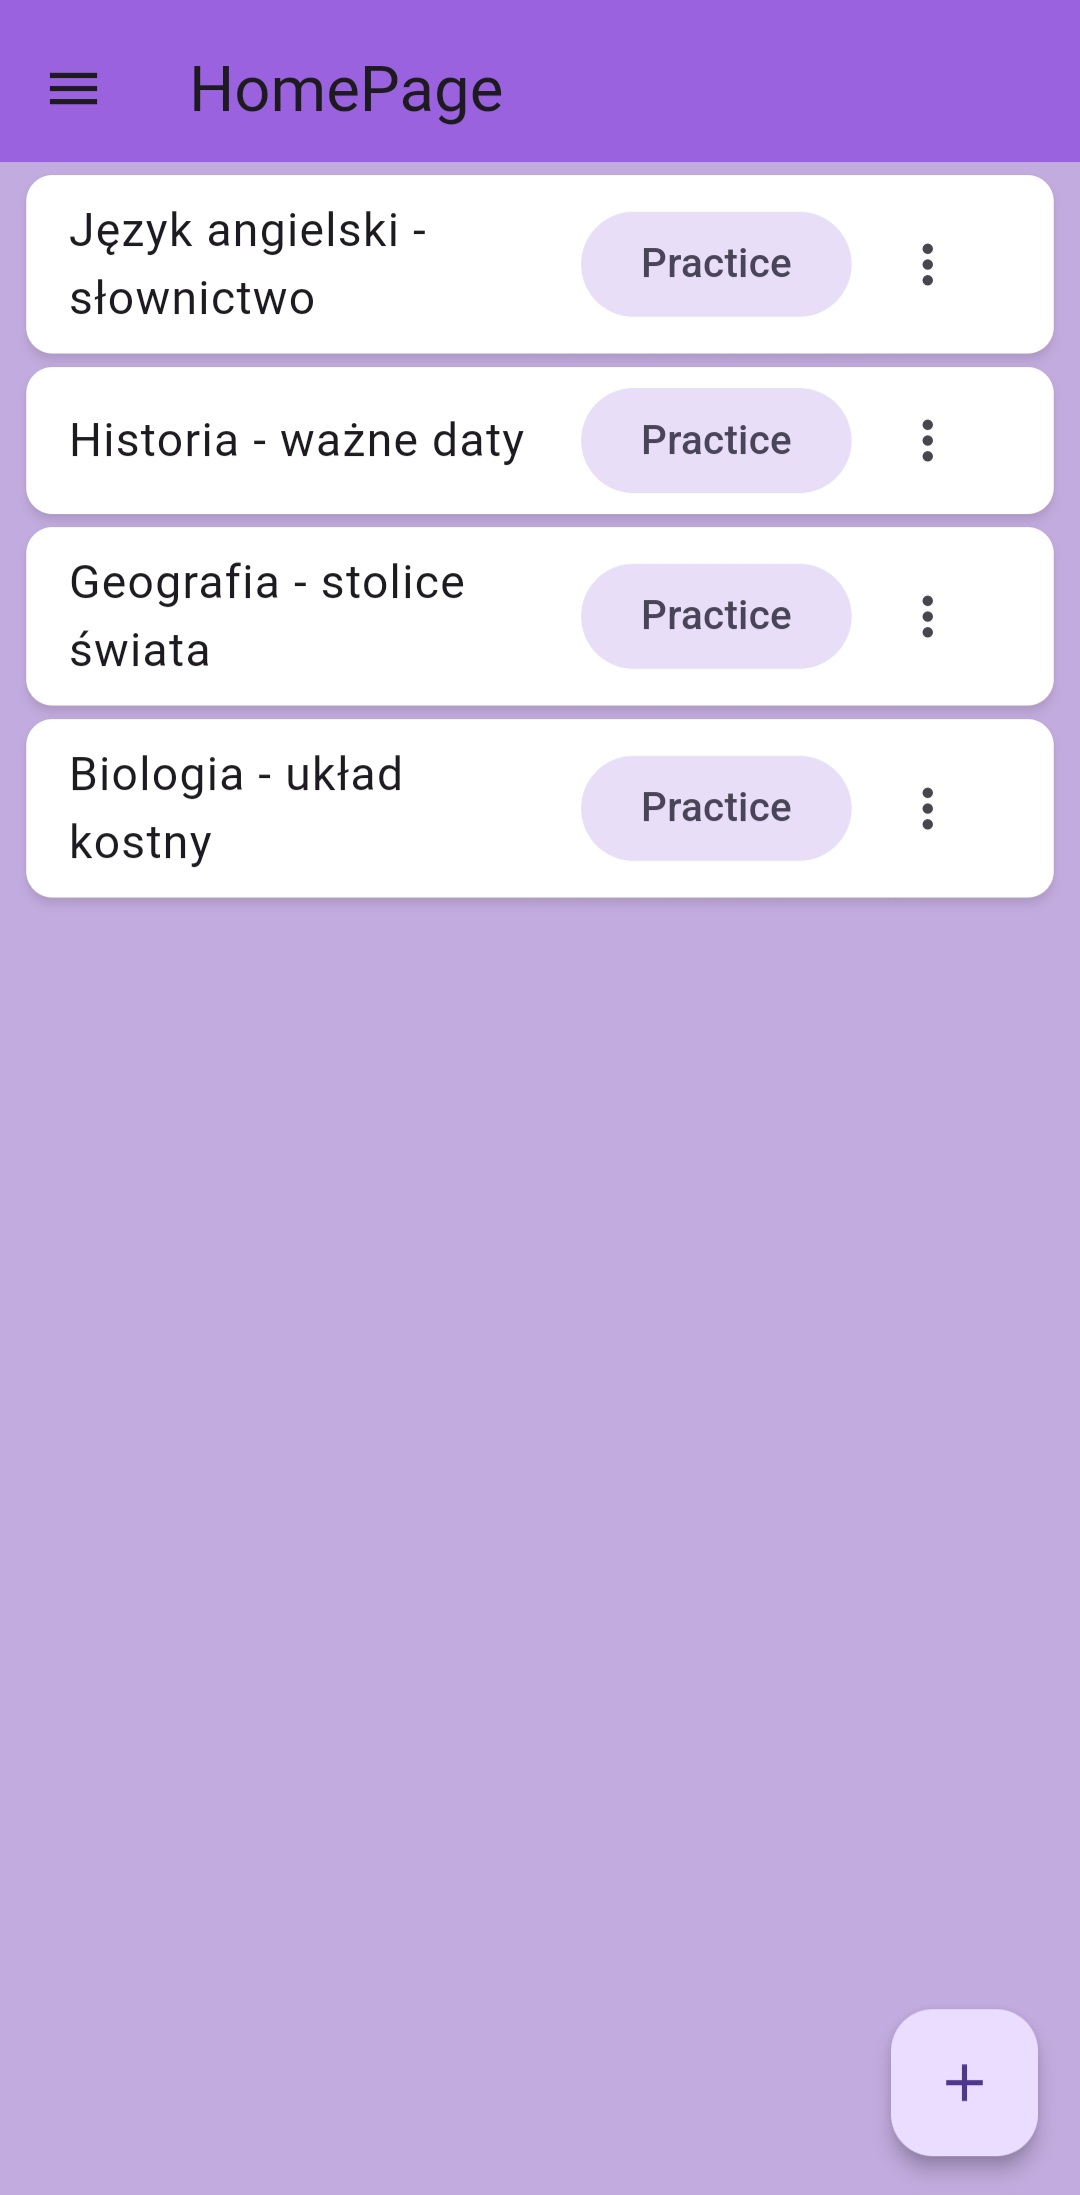 HomePage
Język angielski -
słownictwo
Practice
Historia - ważne daty
Practice
Geografia - stolice
świata
Practice
Biologia - układ
kostny
Practice